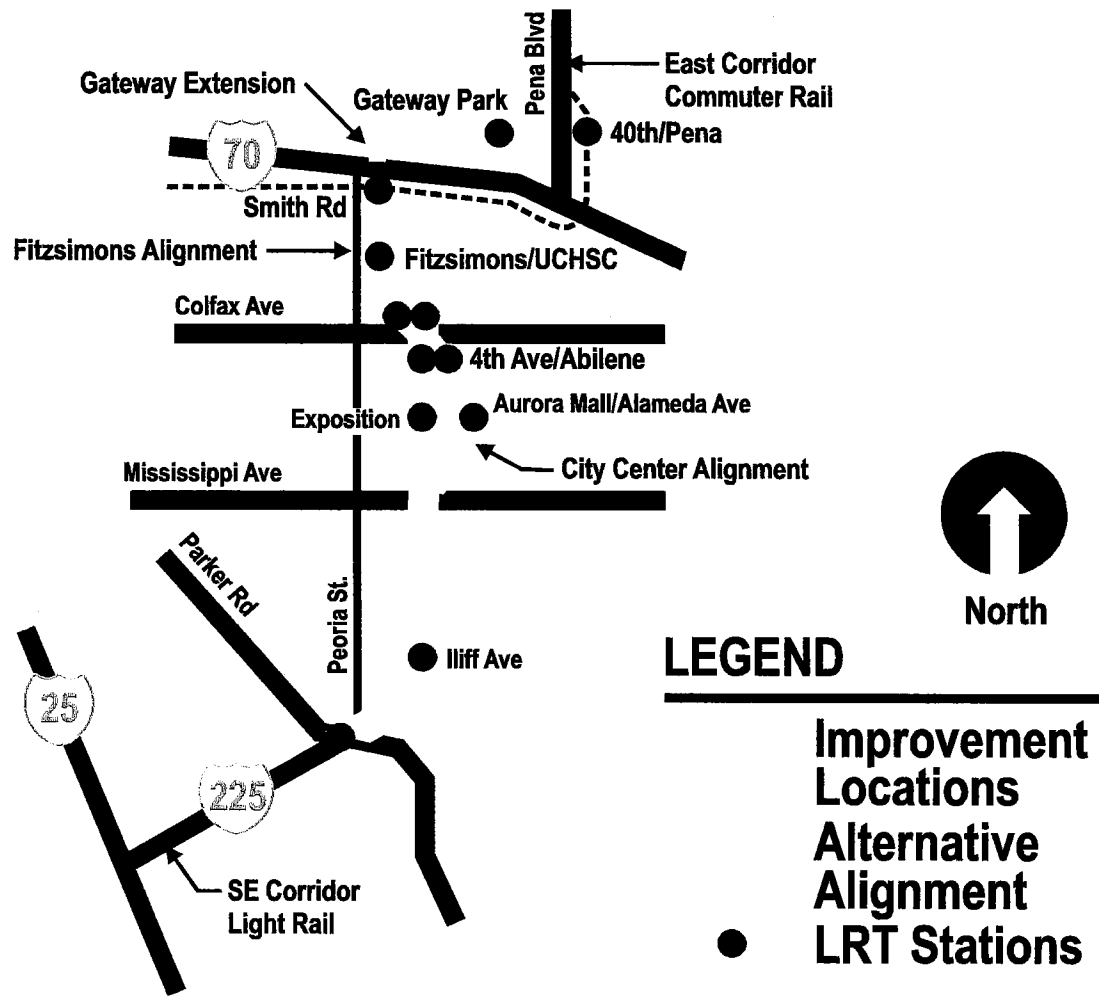 Pena Blvd
East Corridor
Commuter Rail
Gateway Extension
Gateway Park
40th/Pena
70
Smith Rd
Fitzsimons Alignment
Fitzsimons/UCHSC
Colfax Ave
4th Ave/Abilene
Exposition
Aurora Mall/Alameda Ave
City Center Alignment
Mississippi Ave
Parker Rd
Peoria St.
North
Iliff Ave
LEGEND
25
Improvement
Locations
225
Alternative
Alignment
SE Corridor
Light Rail
LRT Stations